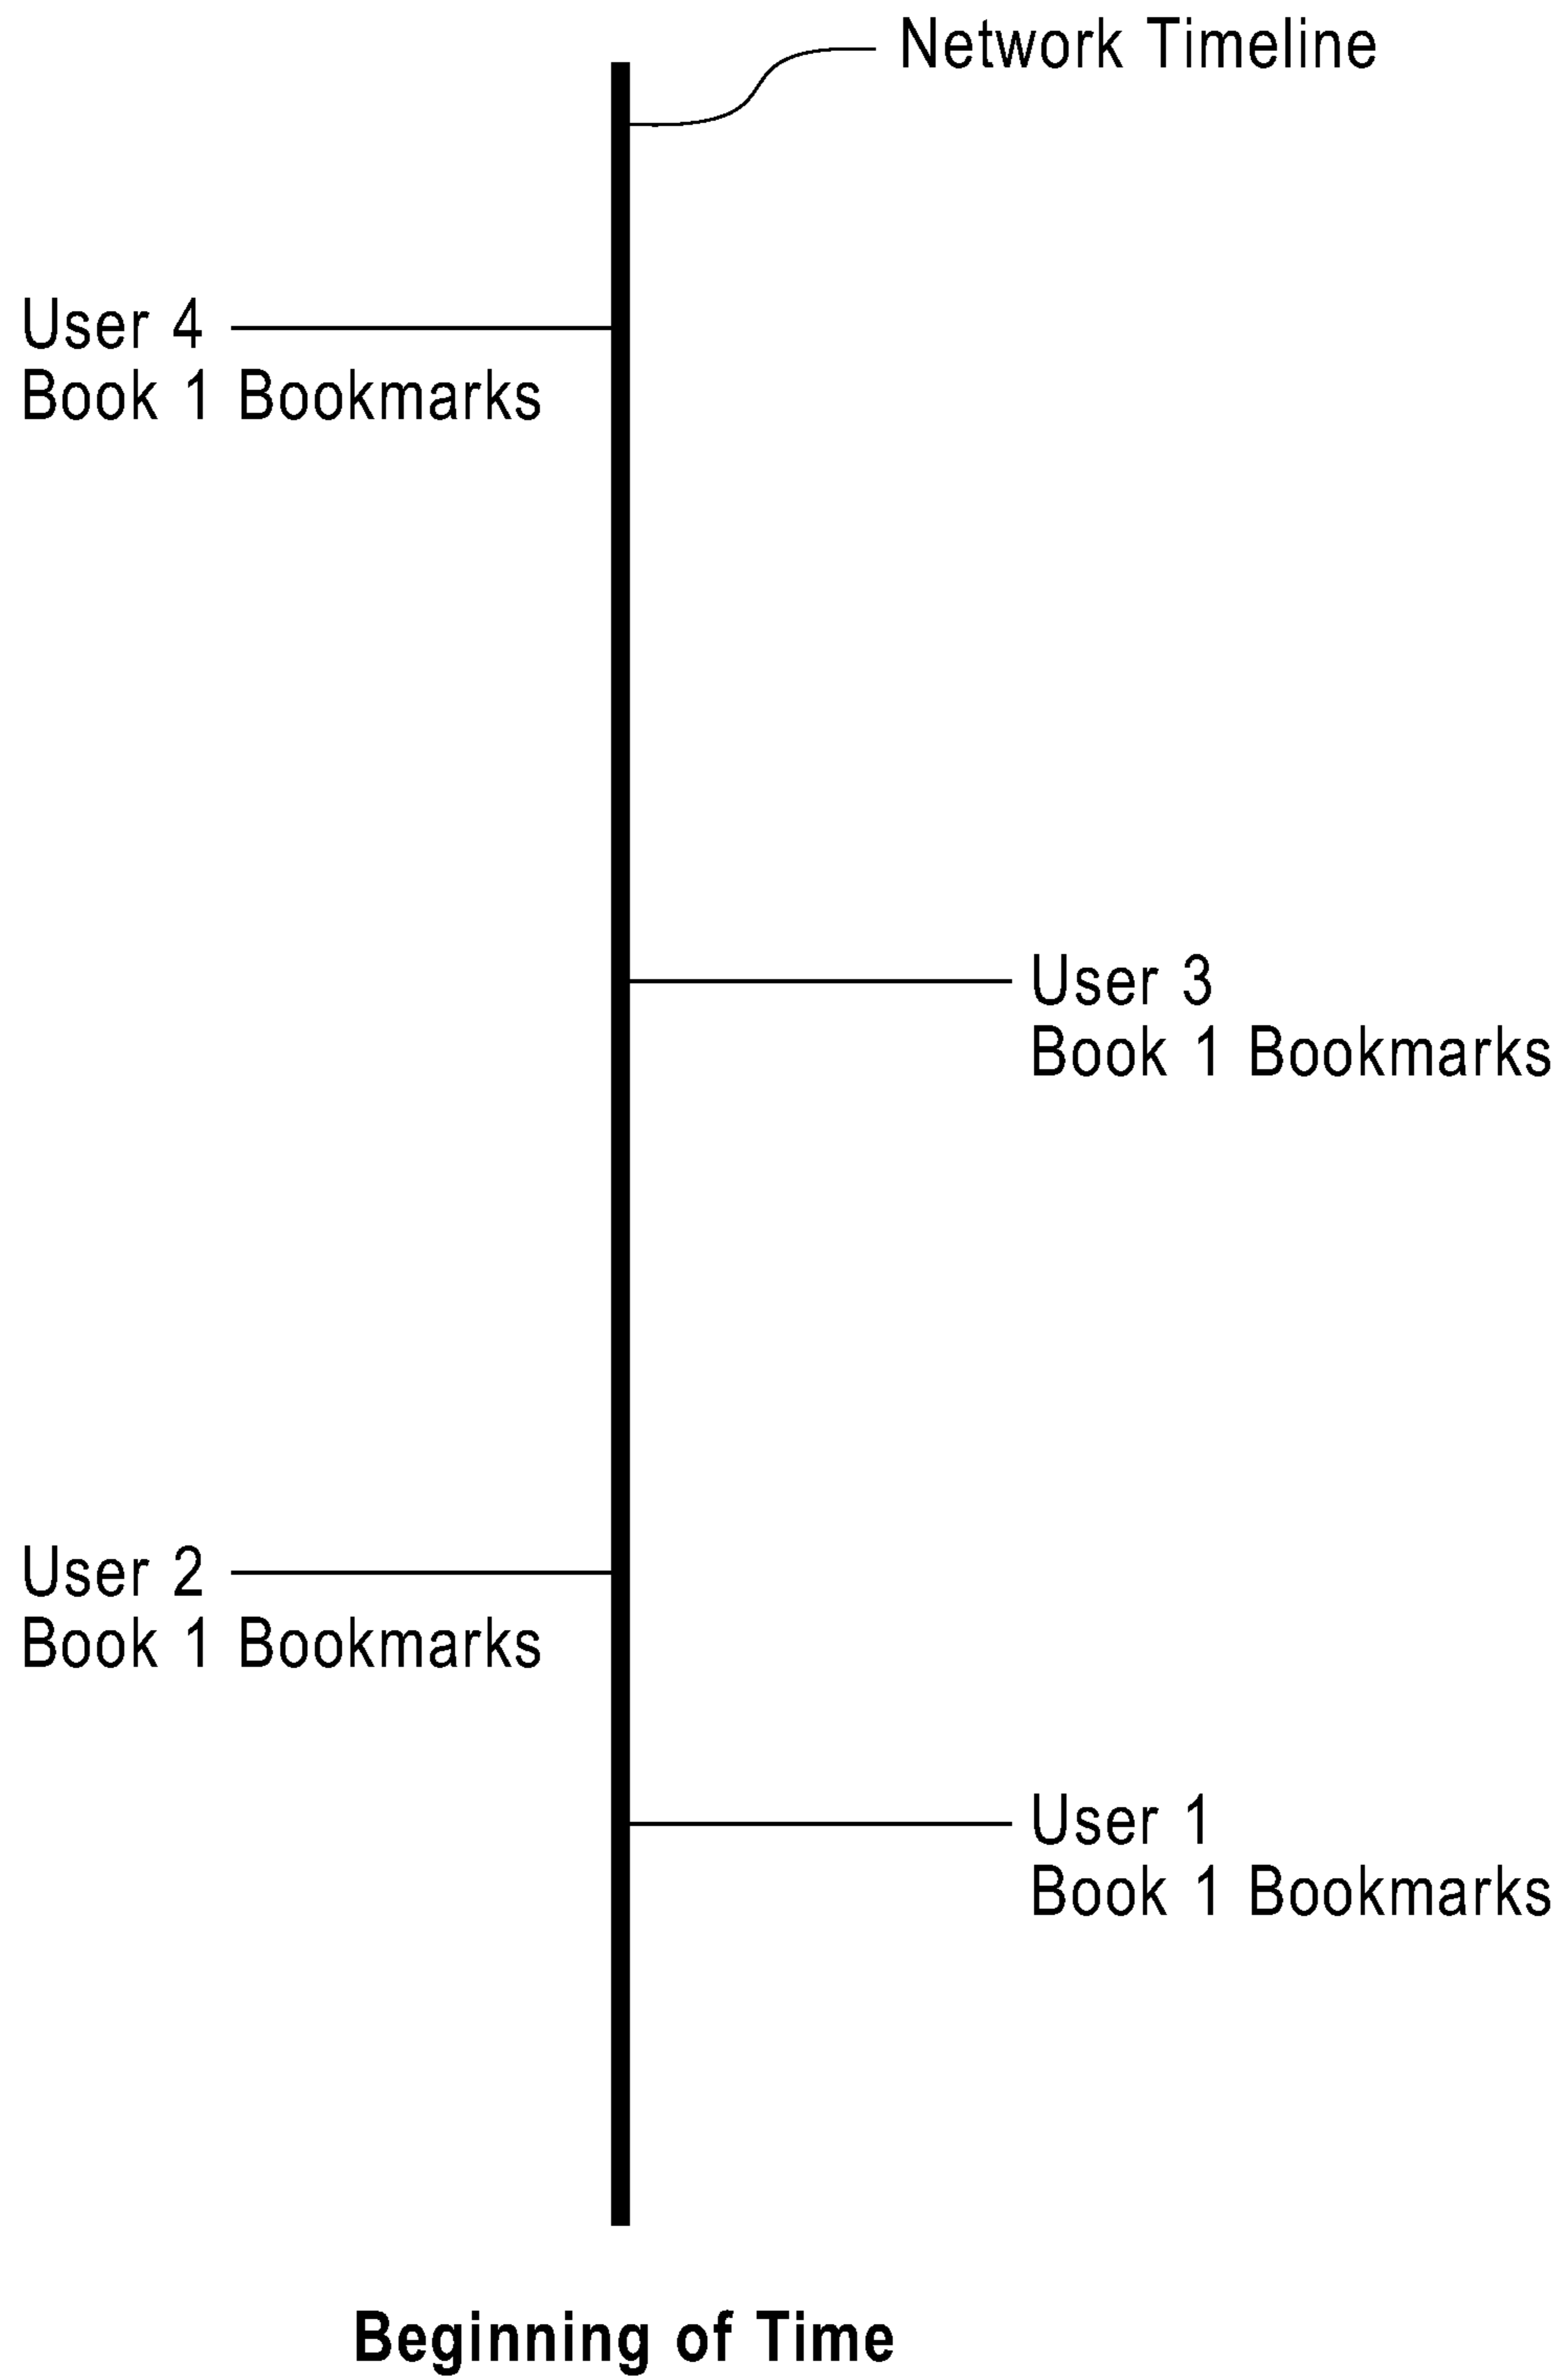 Network Timeline
User 4
Book 1 Bookmarks
User 3
Book 1 Bookmarks
User 2
Book 1 Bookmarks
User 1
Book 1 Bookmarks
Beginning of Time